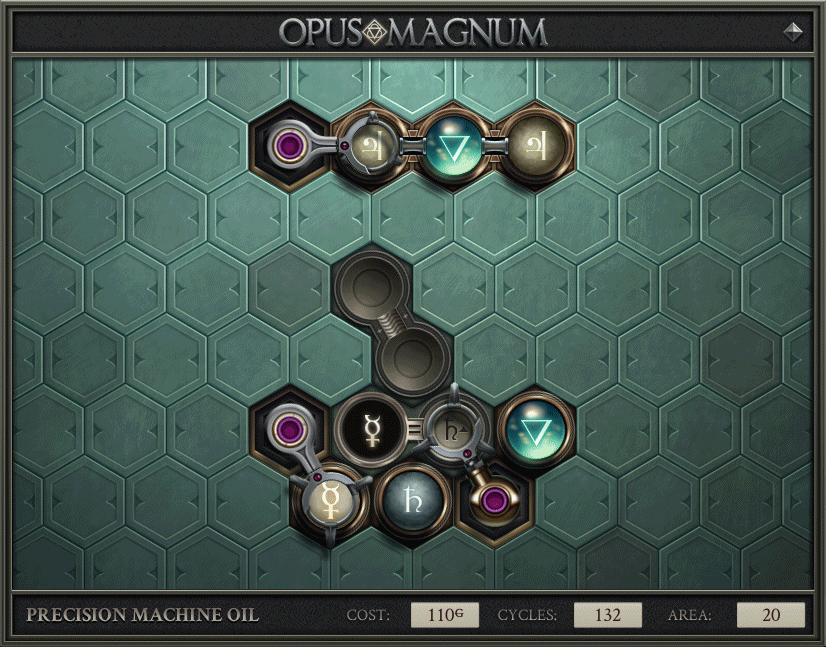 OPUS MAGNUM
♃ 🜄 ♃
☿ ♄ 🜄
☿ ♄
PRECISION MACHINE OIL COST: 110G CYCLES: 132 AREA: 20